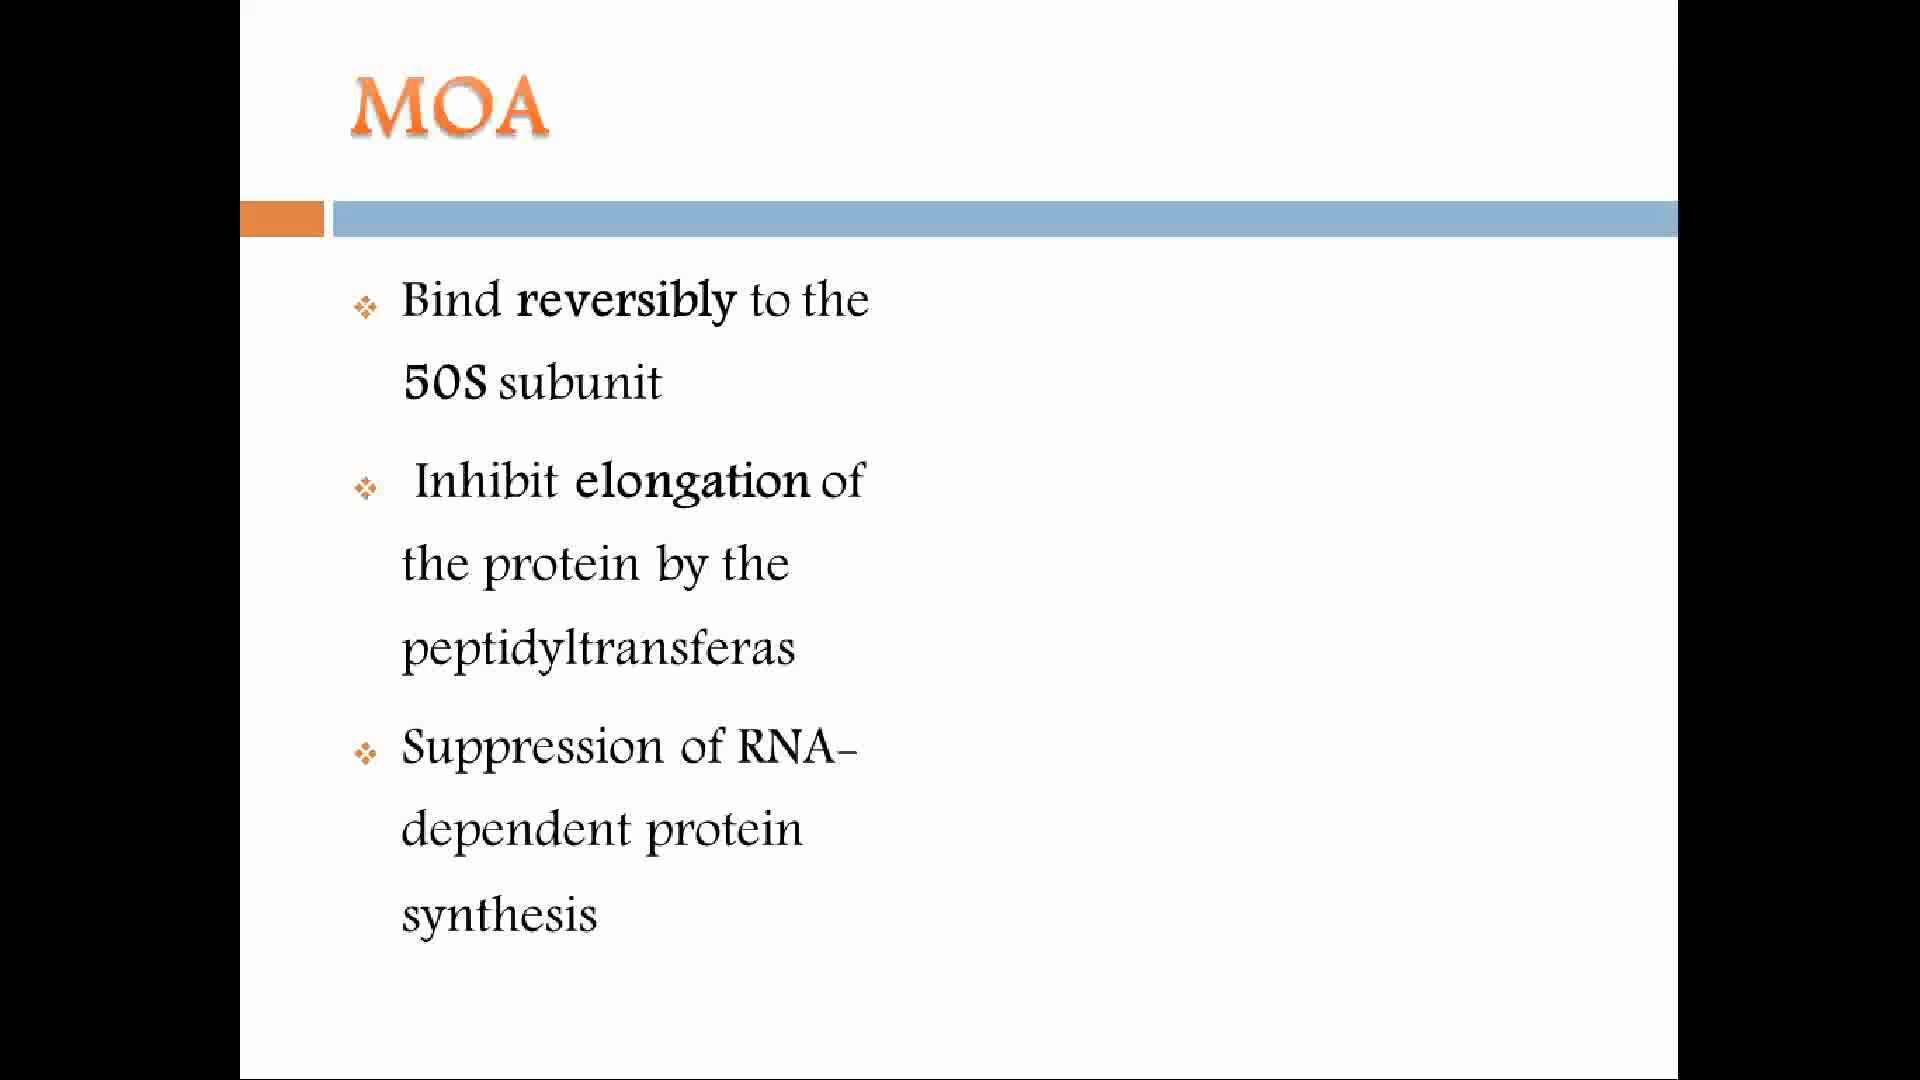 MOA
Bind reversibly to the
50S subunit
Inhibit elongation of
the protein by the
peptidyltransferas
Suppression of RNA-
dependent protein
synthesis